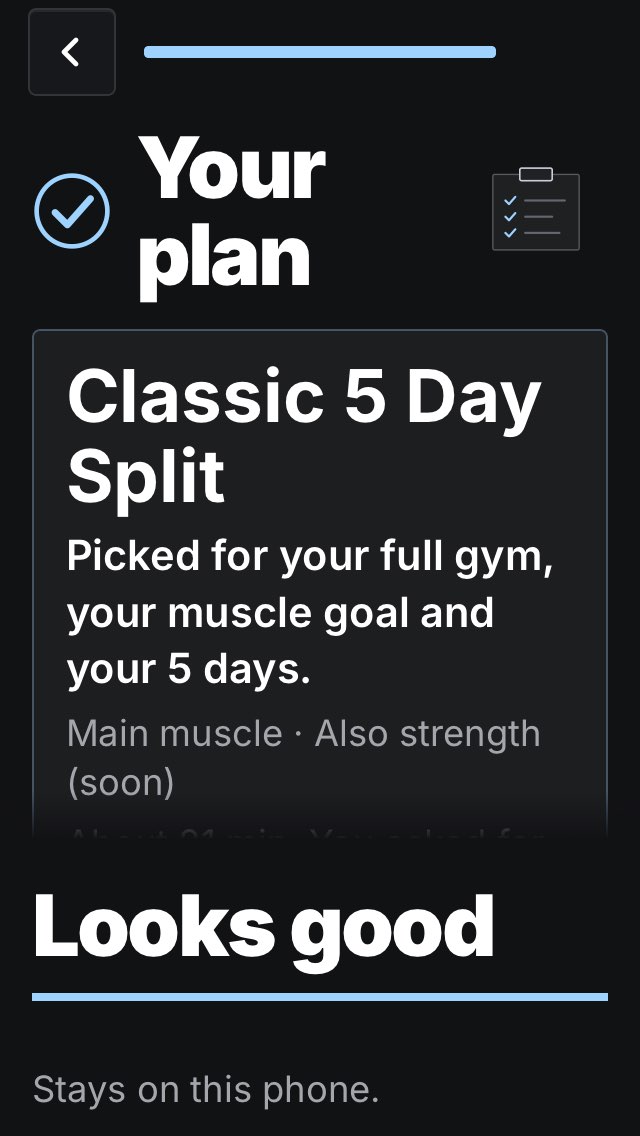 Your
plan
Classic 5 Day
Split
Picked for your full gym,
your muscle goal and
your 5 days.
Main muscle · Also strength
(soon)
Looks good
Stays on this phone.